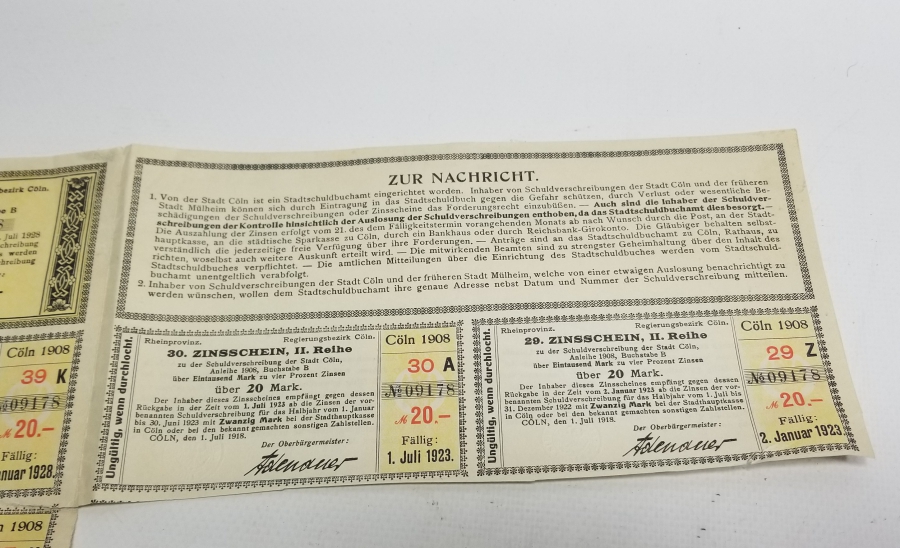 ZUR NACHRICHT.
1. Von der Stadt Cöln ist ein Stadtschuldbuchamt eingerichtet worden. Inhaber von Schuldverschreibungen der Stadt Cöln und der früheren
Stadt Mülheim können sich durch Eintragung in das Stadtschuldbuch gegen die Gefahr schützen, durch Verlust oder wesentliche Be-
schädigungen der Schuldverschreibungen oder Zinsscheine das Forderungsrecht einzubüßen. — Auch sind die Inhaber der Schuldver-
schreibungen der Kontrolle hinsichtlich der Auslosung der Schuldverschreibungen enthoben, da das Stadtschuldbuchamt dies besorgt. —
Die Auszahlung der Zinsen erfolgt vom 21. des dem Fälligkeitstermin vorangehenden Monats ab nach Wunsch durch die Post, an der Stadt-
hauptkasse, an die städtische Sparkasse zu Cöln, durch ein Bankhaus oder durch Reichsbank-Girokonto. Die Gläubiger behalten selbst-
verständlich die jederzeitige freie Verfügung über ihre Forderungen. — Anträge sind an das Stadtschuldbuchamt zu Cöln, Rathaus, zu
richten, woselbst auch weitere Auskunft erteilt wird. — Die mitwirkenden Beamten sind zu strengster Geheimhaltung über den Inhalt des
Stadtschuldbuches verpflichtet. — Die amtlichen Mitteilungen über die Einrichtung des Stadtschuldbuches werden vom Stadtschuld-
buchamt unentgeltlich verabfolgt.
2. Inhaber von Schuldverschreibungen der Stadt Cöln und der früheren Stadt Mülheim, welche von einer etwaigen Auslosung benachrichtigt zu
werden wünschen, wollen dem Stadtschuldbuchamt ihre genaue Adresse nebst Datum und Nummer der Schuldverschreibung mitteilen.
bezirk Cöln.
B
Juli 1928
schreibung
werden
schreibung
Cöln 1908
39 K
№09178
№ 20.–
Fällig:
nuar 1928.
n 1908
Ungültig, wenn durchlocht.
Rheinprovinz. Regierungsbezirk Cöln.
30. ZINSSCHEIN, II. Reihe
zu der Schuldverschreibung der Stadt Cöln,
Anleihe 1908, Buchstabe B
über Eintausend Mark zu vier Prozent Zinsen
über 20 Mark.
Der Inhaber dieses Zinsscheines empfängt gegen dessen
Rückgabe in der Zeit vom 1. Juli 1923 ab die Zinsen der vor-
benannten Schuldverschreibung für das Halbjahr vom 1. Januar
bis 30. Juni 1923 mit Zwanzig Mark bei der Stadthauptkasse
in Cöln oder bei den bekannt gemachten sonstigen Zahlstellen.
CÖLN, den 1. Juli 1918.
Der Oberbürgermeister:
Adenauer
Cöln 1908
30 A
№09178
№ 20.–
Fällig:
1. Juli 1923.
Ungültig, wenn durchlocht.
Rheinprovinz. Regierungsbezirk Cöln.
29. ZINSSCHEIN, II. Reihe
zu der Schuldverschreibung der Stadt Cöln,
Anleihe 1908, Buchstabe B
über Eintausend Mark zu vier Prozent Zinsen
über 20 Mark.
Der Inhaber dieses Zinsscheines empfängt gegen dessen
Rückgabe in der Zeit vom 2. Januar 1923 ab die Zinsen der vor-
benannten Schuldverschreibung für das Halbjahr vom 1. Juli bis
31. Dezember 1922 mit Zwanzig Mark bei der Stadthauptkasse
in Cöln oder bei den bekannt gemachten sonstigen Zahlstellen.
CÖLN, den 1. Juli 1918.
Der Oberbürgermeister:
Adenauer
Cöln 1908
29 Z
№09178
№ 20.–
Fällig:
2. Januar 1923